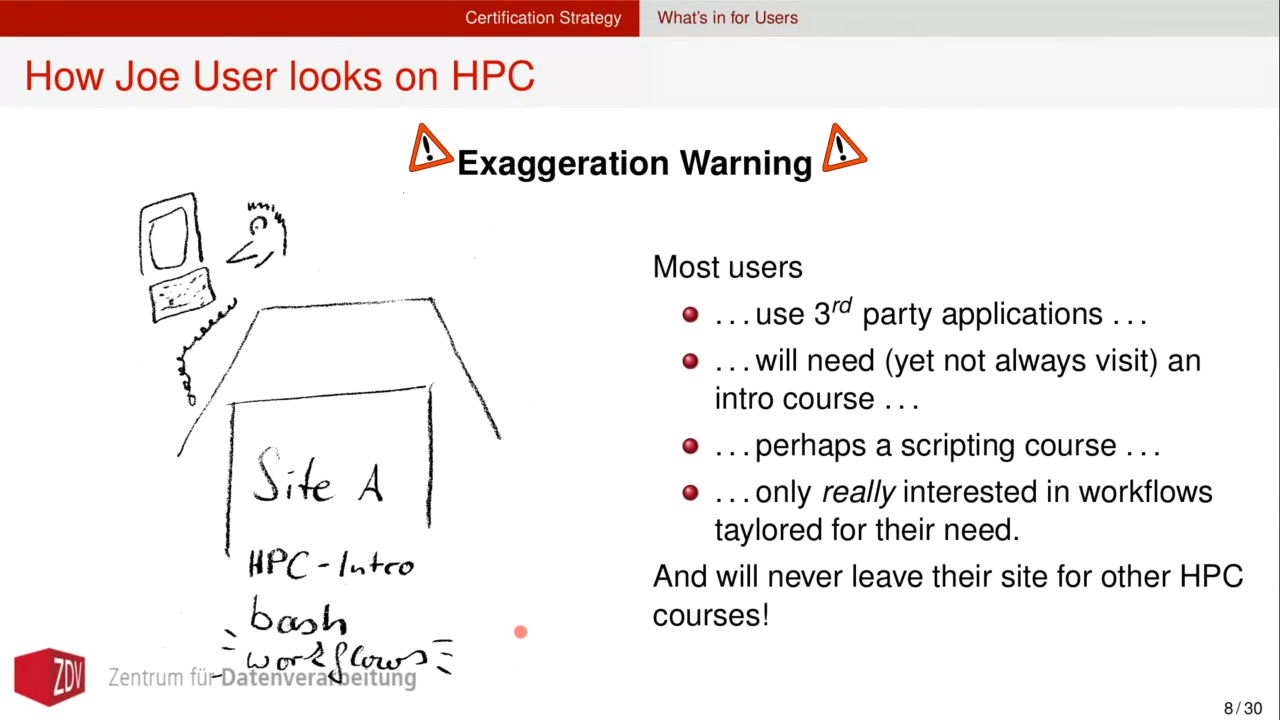 Certification Strategy
What's in for Users
How Joe User looks on HPC
Exaggeration Warning
Most users
...use 3rd party applications ...
...will need (yet not always visit) an
intro course ...
...perhaps a scripting course ...
...only really interested in workflows
taylored for their need.
And will never leave their site for other HPC
courses!
Site A
HPC-Intro
bash
workflows
ZDV
Zentrum für Datenverarbeitung
8/30